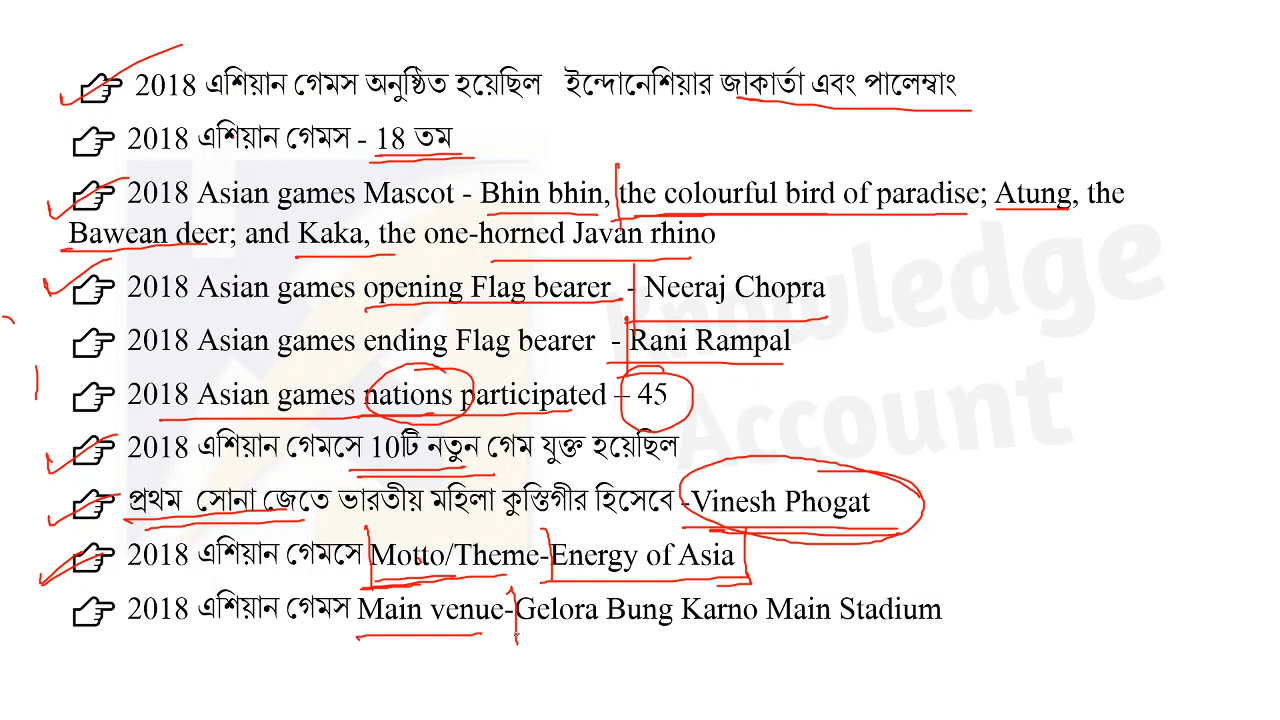 2018 এশিয়ান গেমস অনুষ্ঠিত হয়েছিল ইন্দোনেশিয়ার জাকার্তা এবং পালেম্বাং
2018 এশিয়ান গেমস - 18 তম
2018 Asian games Mascot - Bhin bhin, the colourful bird of paradise; Atung, the
Bawean deer; and Kaka, the one-horned Javan rhino
2018 Asian games opening Flag bearer - Neeraj Chopra
2018 Asian games ending Flag bearer - Rani Rampal
2018 Asian games nations participated – 45
2018 এশিয়ান গেমসে 10টি নতুন গেম যুক্ত হয়েছিল
প্রথম সোনা জেতে ভারতীয় মহিলা কুস্তিগীর হিসেবে -Vinesh Phogat
2018 এশিয়ান গেমসে Motto/Theme-Energy of Asia
2018 এশিয়ান গেমস Main venue-Gelora Bung Karno Main Stadium
Knowledge
Account